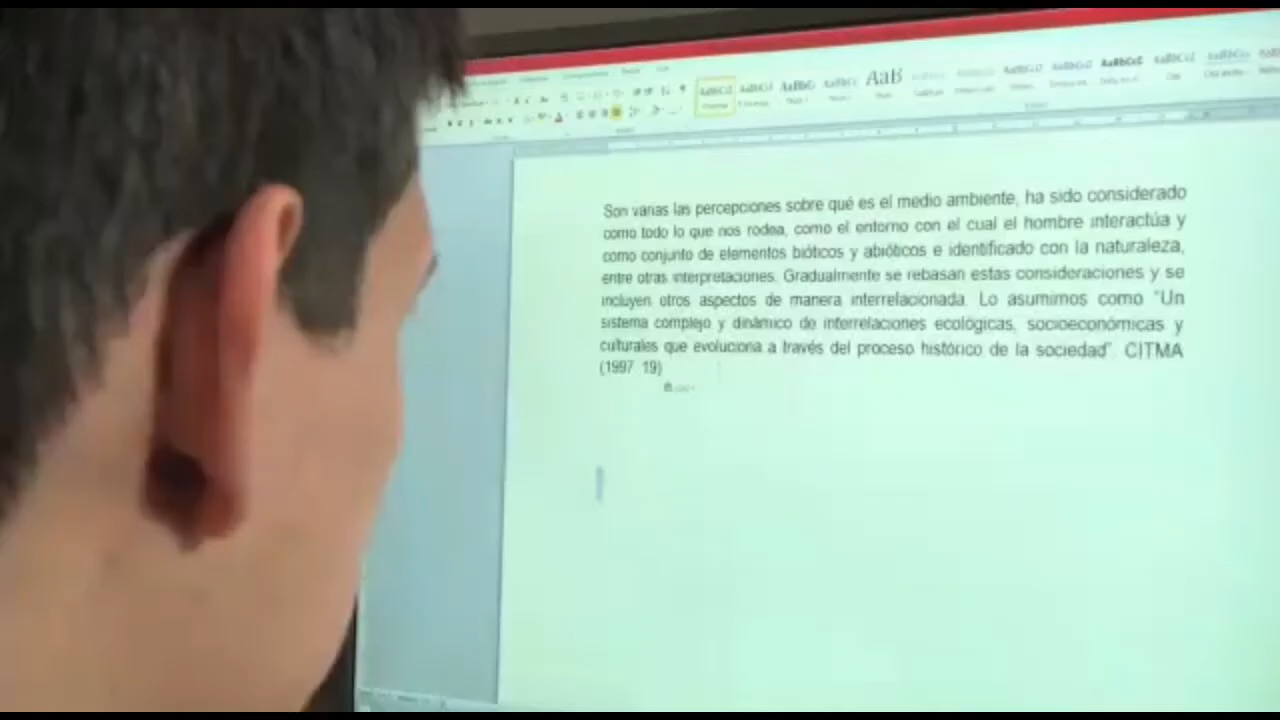 AaB
Son varias las percepciones sobre qué es el medio ambiente, ha sido considerado
como todo lo que nos rodea, como el entorno con el cual el hombre interactúa y
como conjunto de elementos bióticos y abióticos e identificado con la naturaleza,
entre otras interpretaciones. Gradualmente se rebasan estas consideraciones y se
incluyen otros aspectos de manera interrelacionada. Lo asumimos como "Un
sistema complejo y dinámico de interrelaciones ecológicas, socioeconómicas y
culturales que evoluciona a través del proceso histórico de la sociedad". CITMA
(1997 19)